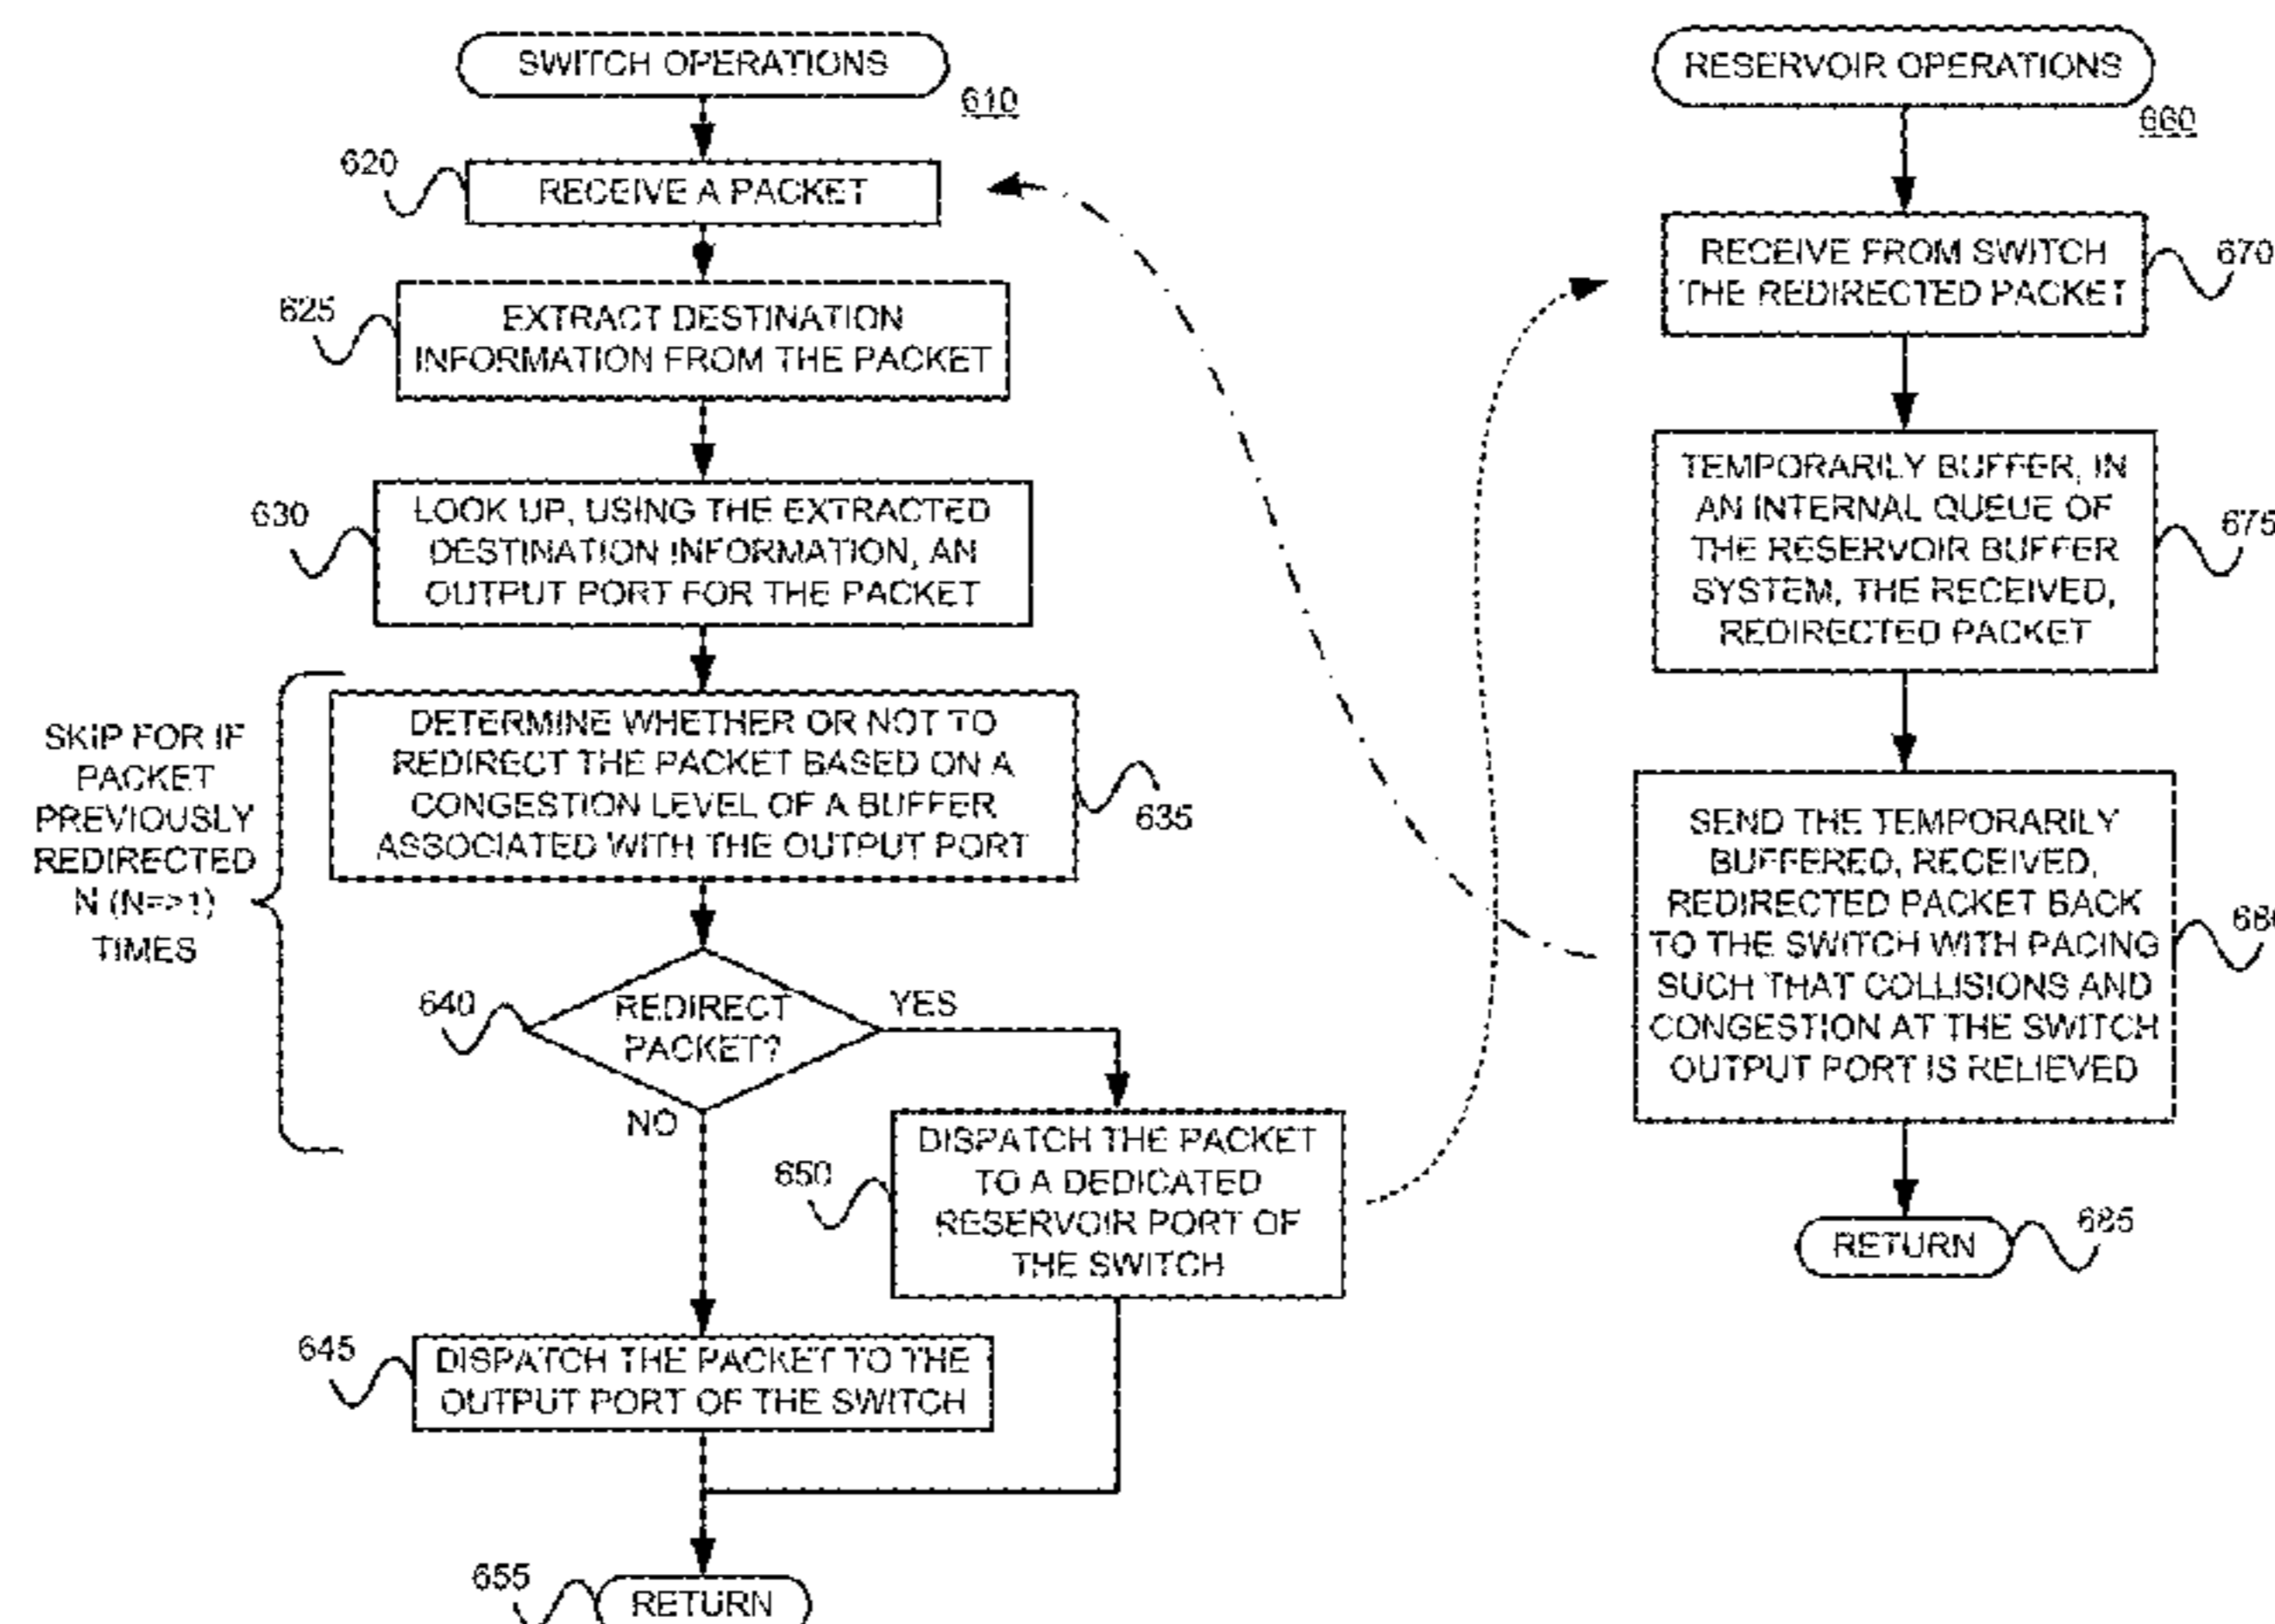 SWITCH OPERATIONS
610
620
RECEIVE A PACKET
625
EXTRACT DESTINATION
INFORMATION FROM THE PACKET
630
LOOK UP, USING THE EXTRACTED
DESTINATION INFORMATION, AN
OUTPUT PORT FOR THE PACKET
SKIP FOR IF
PACKET
PREVIOUSLY
REDIRECTED
N (N=>1)
TIMES
DETERMINE WHETHER OR NOT TO
REDIRECT THE PACKET BASED ON A
CONGESTION LEVEL OF A BUFFER
ASSOCIATED WITH THE OUTPUT PORT
635
640
REDIRECT
PACKET?
YES
NO
650
DISPATCH THE PACKET
TO A DEDICATED
RESERVOIR PORT OF
THE SWITCH
645
DISPATCH THE PACKET TO THE
OUTPUT PORT OF THE SWITCH
655
RETURN
RESERVOIR OPERATIONS
660
RECEIVE FROM SWITCH
THE REDIRECTED PACKET
670
TEMPORARILY BUFFER, IN
AN INTERNAL QUEUE OF
THE RESERVOIR BUFFER
SYSTEM, THE RECEIVED,
REDIRECTED PACKET
675
SEND THE TEMPORARILY
BUFFERED, RECEIVED,
REDIRECTED PACKET BACK
TO THE SWITCH WITH PACING
SUCH THAT COLLISIONS AND
CONGESTION AT THE SWITCH
OUTPUT PORT IS RELIEVED
680
RETURN
685